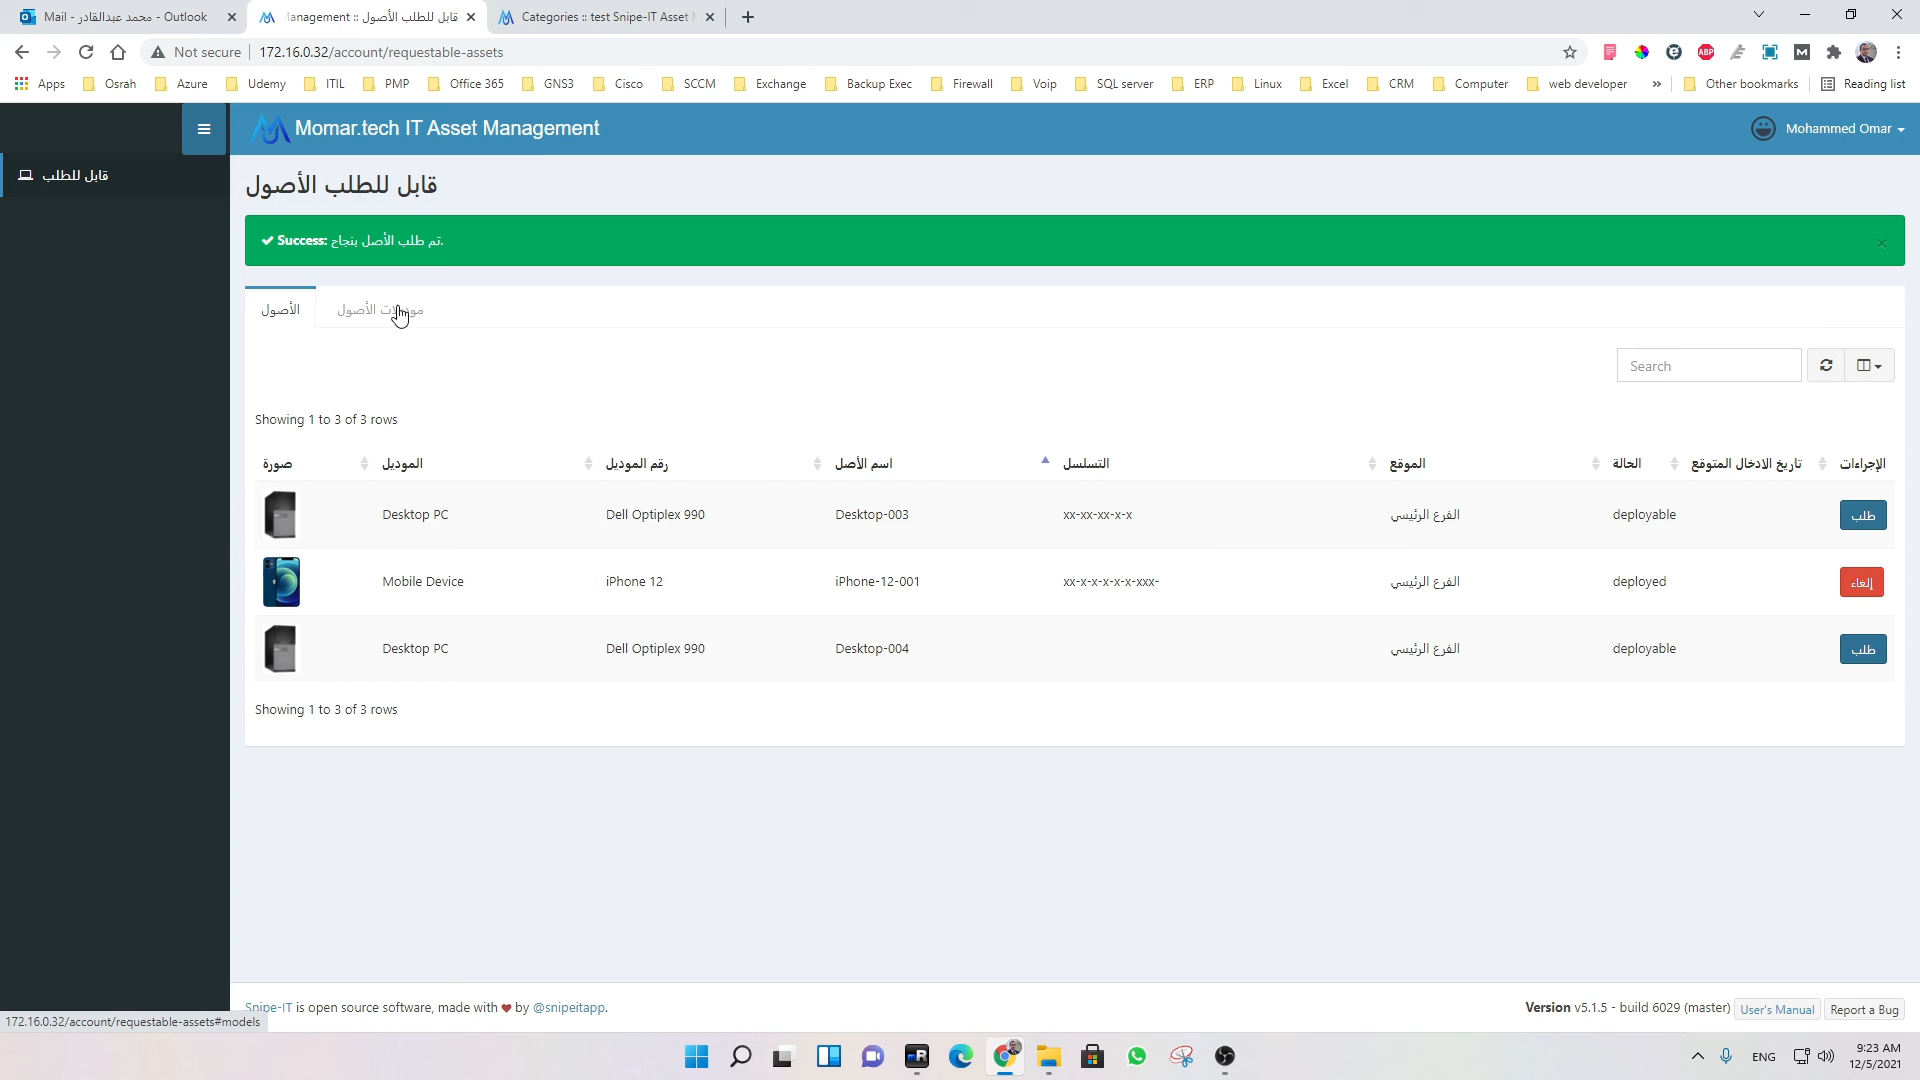 Mail - محمد عبدالقادر - Outlook
Management :: قابل للطلب الأصول
Categories :: test Snipe-IT Asset
Not secure
172.16.0.32/account/requestable-assets
Apps
Osrah
Azure
Udemy
ITIL
PMP
Office 365
GNS3
Cisco
SCCM
Exchange
Backup Exec
Firewall
Voip
SQL server
ERP
Linux
Excel
CRM
Computer
web developer
»
Other bookmarks
Reading list
Momar.tech IT Asset Management
Mohammed Omar
قابل للطلب
قابل للطلب الأصول
Success: تم طلب الأصل بنجاح.
×
الأصول
موديلات الأصول
Search
Showing 1 to 3 of 3 rows
صورة
الموديل
رقم الموديل
اسم الأصل
التسلسل
الموقع
الحالة
تاريخ الادخال المتوقع
الإجراءات
Desktop PC
Dell Optiplex 990
Desktop-003
xx-xx-xx-x-x
الفرع الرئيسي
deployable
طلب
Mobile Device
iPhone 12
iPhone-12-001
xx-x-x-x-x-x-xxx-
الفرع الرئيسي
deployed
إلغاء
Desktop PC
Dell Optiplex 990
Desktop-004
الفرع الرئيسي
deployable
طلب
Showing 1 to 3 of 3 rows
Snipe-IT is open source software, made with ♥ by @snipeitapp.
Version v5.1.5 - build 6029 (master)
User's Manual
Report a Bug
172.16.0.32/account/requestable-assets#models
ENG
9:23 AM
12/5/2021